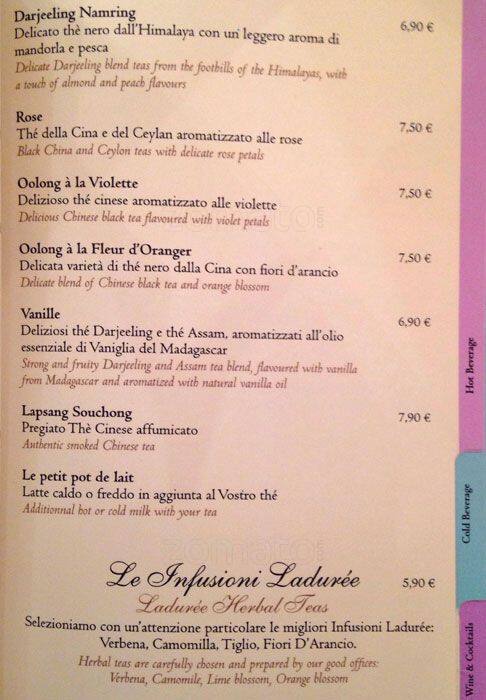 Darjeeling Namring
6,90 €
Delicato thè nero dall'Himalaya con un leggero aroma di
mandorla e pesca
Delicate Darjeeling blend teas from the foothills of the Himalayas, with
a touch of almond and peach flavours
Rose
7,50 €
Thé della Cina e del Ceylan aromatizzato alle rose
Black China and Ceylon teas with delicate rose petals
Oolong à la Violette
7,50 €
Delizioso thé cinese aromatizzato alle violette
Delicious Chinese black tea flavoured with violet petals
Oolong à la Fleur d'Oranger
7,50 €
Delicata varietà di thé nero dalla Cina con fiori d'arancio
Delicate blend of Chinese black tea and orange blossom
Vanille
6,90 €
Deliziosi thé Darjeeling e thé Assam, aromatizzati all'olio
essenziale di Vaniglia del Madagascar
Strong and fruity Darjeeling and Assam tea blend, flavoured with vanilla
from Madagascar and aromatized with natural vanilla oil
Lapsang Souchong
7,90 €
Pregiato Thè Cinese affumicato
Authentic smoked Chinese tea
Le petit pot de lait
Latte caldo o freddo in aggiunta al Vostro thé
Additionnal hot or cold milk with your tea
zomato.com
Le Infusioni Ladurée
5,90 €
Ladurée Herbal Teas
Selezioniamo con un'attenzione particolare le migliori Infusioni Ladurée:
Verbena, Camomilla, Tiglio, Fiori D'Arancio.
Herbal teas are carefully chosen and prepared by our good offices:
Verbena, Camomile, Lime blossom, Orange blossom
Hot Beverage
Cold Beverage
Wine & Cocktails